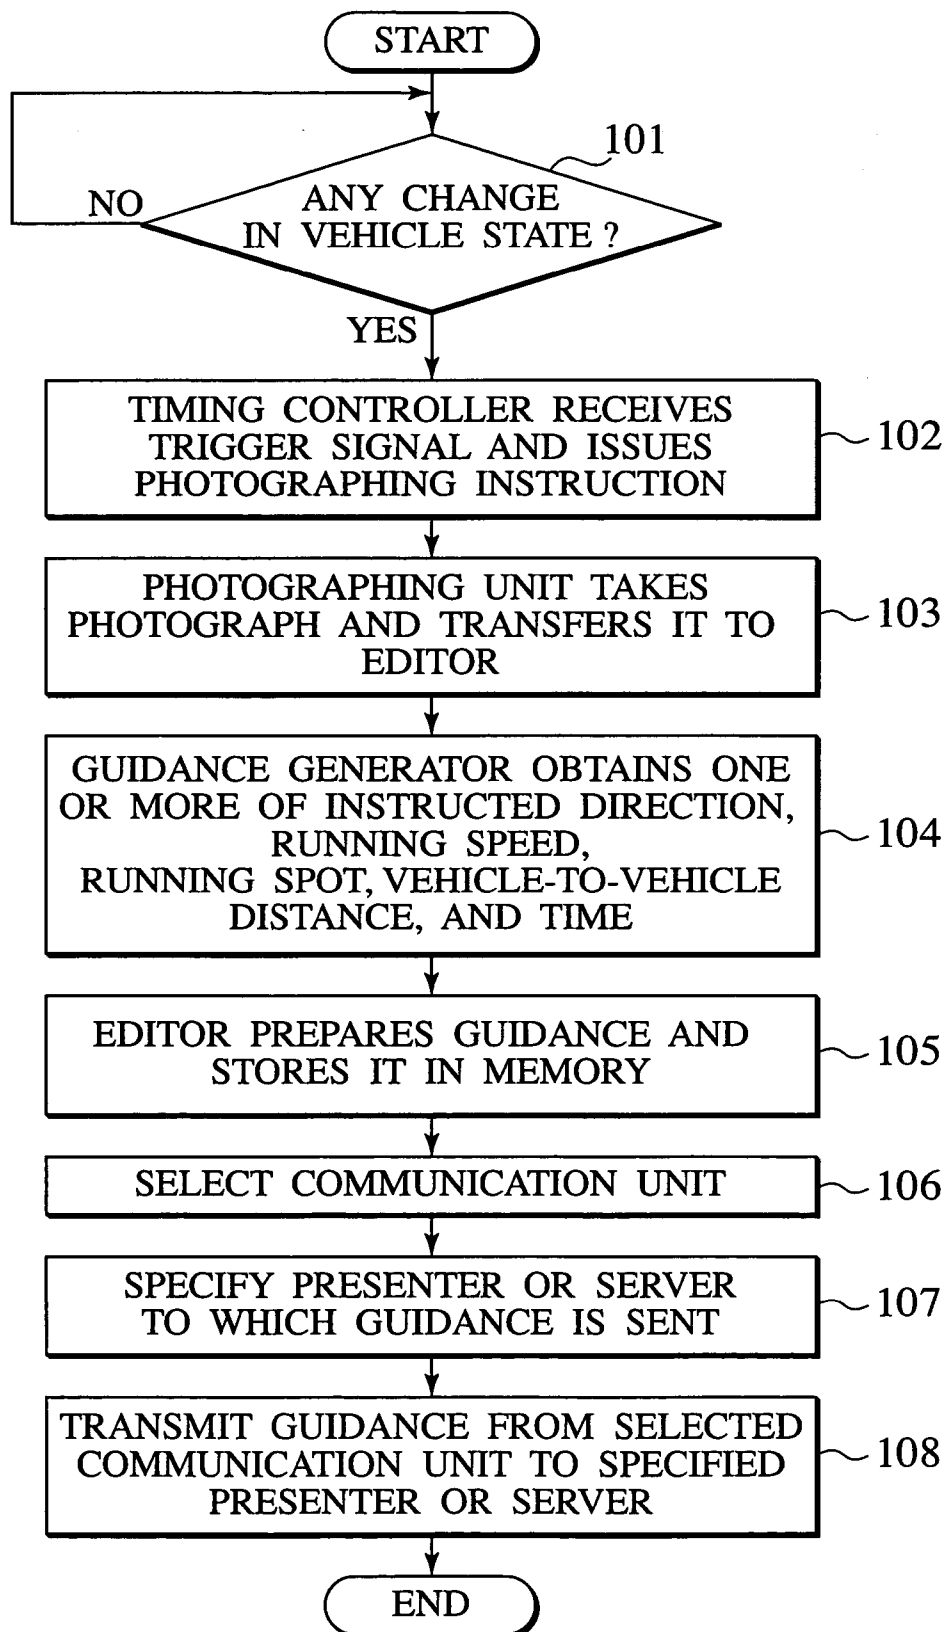 START
101
ANY CHANGE
IN VEHICLE STATE ?
NO
YES
TIMING CONTROLLER RECEIVES
TRIGGER SIGNAL AND ISSUES
PHOTOGRAPHING INSTRUCTION
102
PHOTOGRAPHING UNIT TAKES
PHOTOGRAPH AND TRANSFERS IT TO
EDITOR
103
GUIDANCE GENERATOR OBTAINS ONE
OR MORE OF INSTRUCTED DIRECTION,
RUNNING SPEED,
RUNNING SPOT, VEHICLE-TO-VEHICLE
DISTANCE, AND TIME
104
EDITOR PREPARES GUIDANCE AND
STORES IT IN MEMORY
105
SELECT COMMUNICATION UNIT
106
SPECIFY PRESENTER OR SERVER
TO WHICH GUIDANCE IS SENT
107
TRANSMIT GUIDANCE FROM SELECTED
COMMUNICATION UNIT TO SPECIFIED
PRESENTER OR SERVER
108
END